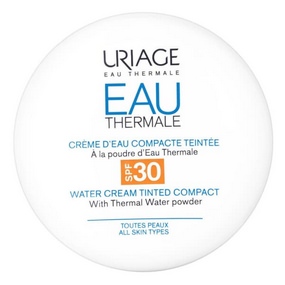 URIAGE
EAU THERMALE
EAU
THERMALE
CRÈME D'EAU COMPACTE TEINTÉE
À la poudre d'Eau Thermale
SPF 30
WATER CREAM TINTED COMPACT
With Thermal Water powder
TOUTES PEAUX
ALL SKIN TYPES